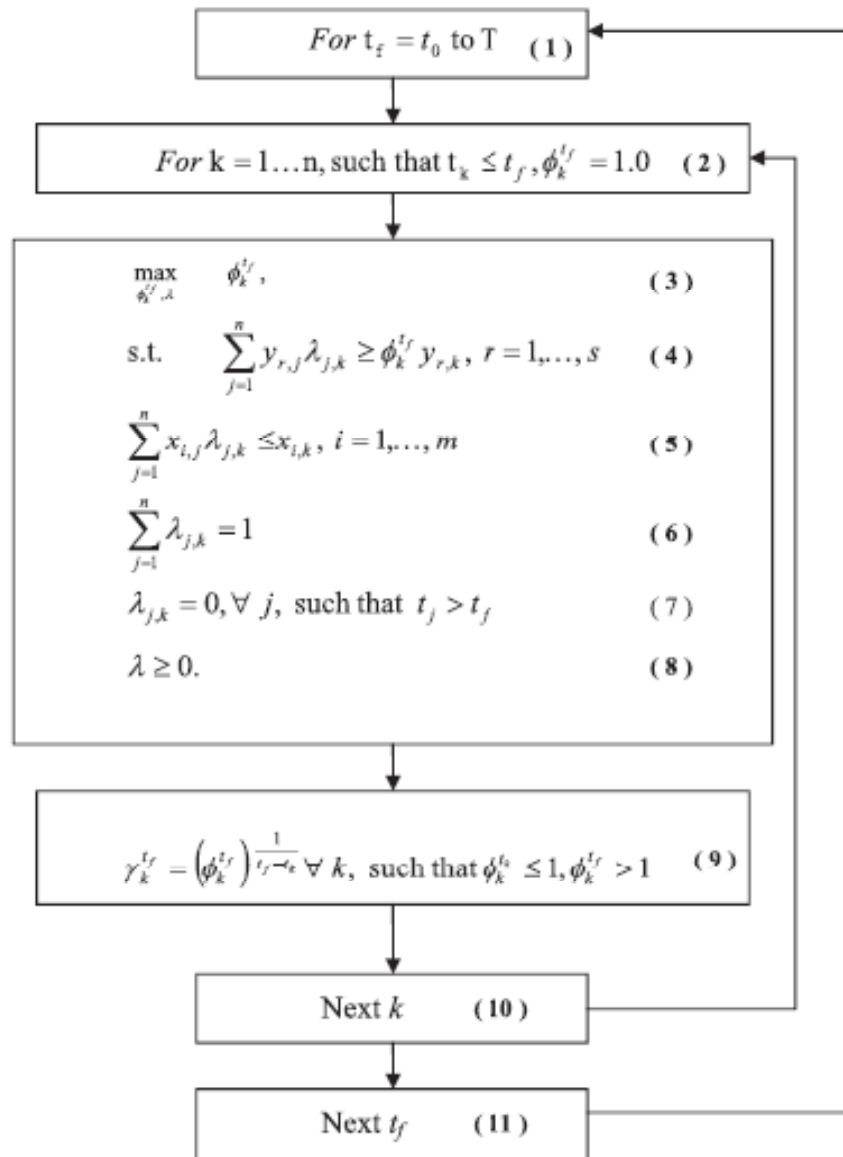 For t_f = t_0 to T (1)
For k = 1…n, such that t_k ≤ t_f, ϕ_k^{t_f} = 1.0 (2)
max_{ϕ_k^{t_f}, λ} ϕ_k^{t_f}, (3)
s.t. ∑_{j=1}^{n} y_{r,j} λ_{j,k} ≥ ϕ_k^{t_f} y_{r,k}, r = 1,…, s (4)
∑_{j=1}^{n} x_{i,j} λ_{j,k} ≤ x_{i,k}, i = 1,…, m (5)
∑_{j=1}^{n} λ_{j,k} = 1 (6)
λ_{j,k} = 0, ∀ j, such that t_j > t_f (7)
λ ≥ 0. (8)
γ_k^{t_f} = (ϕ_k^{t_f})^{1/(t_f − t_k)} ∀ k, such that ϕ_k^{t_k} ≤ 1, ϕ_k^{t_f} > 1 (9)
Next k (10)
Next t_f (11)